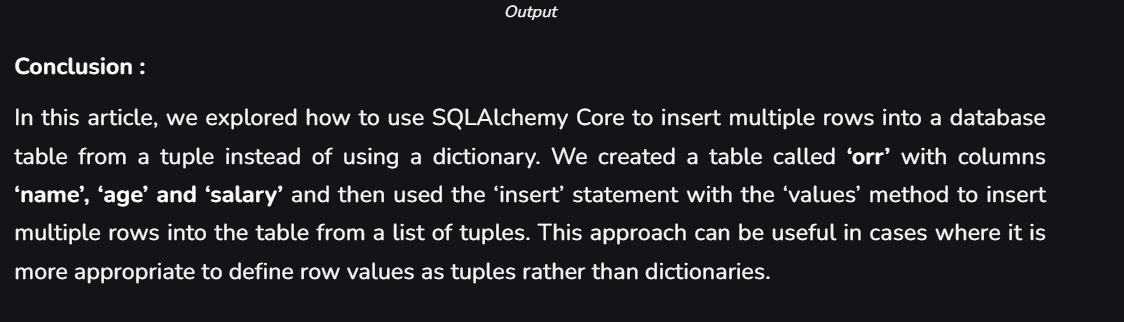 Output
Conclusion :
In this article, we explored how to use SQLAlchemy Core to insert multiple rows into a database
table from a tuple instead of using a dictionary. We created a table called ‘orr’ with columns
‘name’, ‘age’ and ‘salary’ and then used the ‘insert’ statement with the ‘values’ method to insert
multiple rows into the table from a list of tuples. This approach can be useful in cases where it is
more appropriate to define row values as tuples rather than dictionaries.